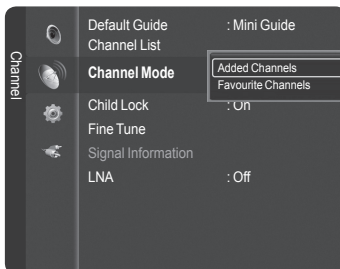 Channel
Default Guide : Mini Guide
Channel List
Channel Mode
Added Channels
Favourite Channels
Child Lock : On
Fine Tune
Signal Information
LNA : Off